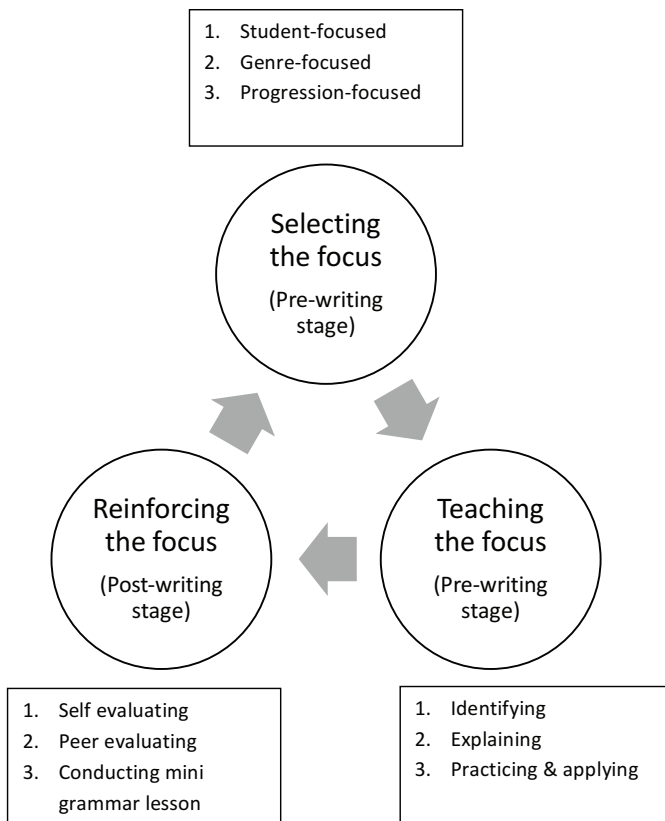 1. Student-focused
2. Genre-focused
3. Progression-focused
Selecting
the focus
(Pre-writing
stage)
Reinforcing
the focus
(Post-writing
stage)
Teaching
the focus
(Pre-writing
stage)
1. Self evaluating
2. Peer evaluating
3. Conducting mini
grammar lesson
1. Identifying
2. Explaining
3. Practicing & applying